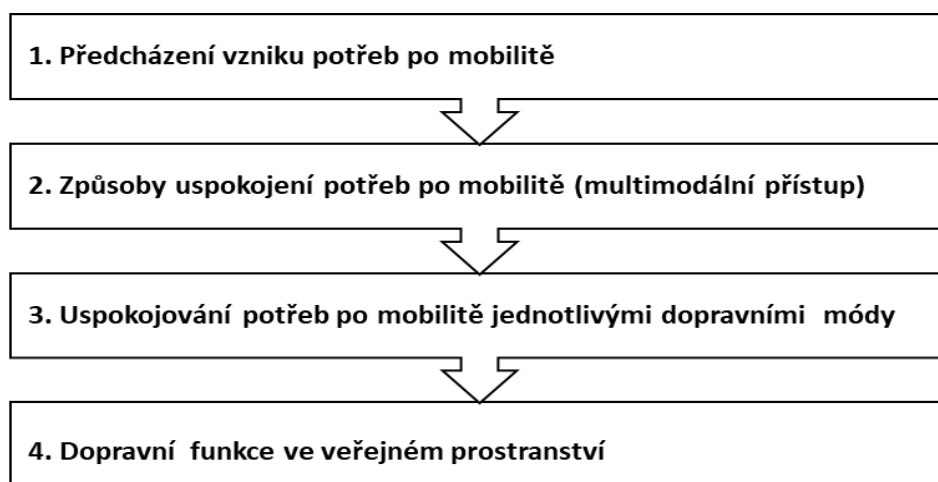 1. Předcházení vzniku potřeb po mobilitě
2. Způsoby uspokojení potřeb po mobilitě (multimodální přístup)
3. Uspokojování potřeb po mobilitě jednotlivými dopravními módy
4. Dopravní funkce ve veřejném prostranství